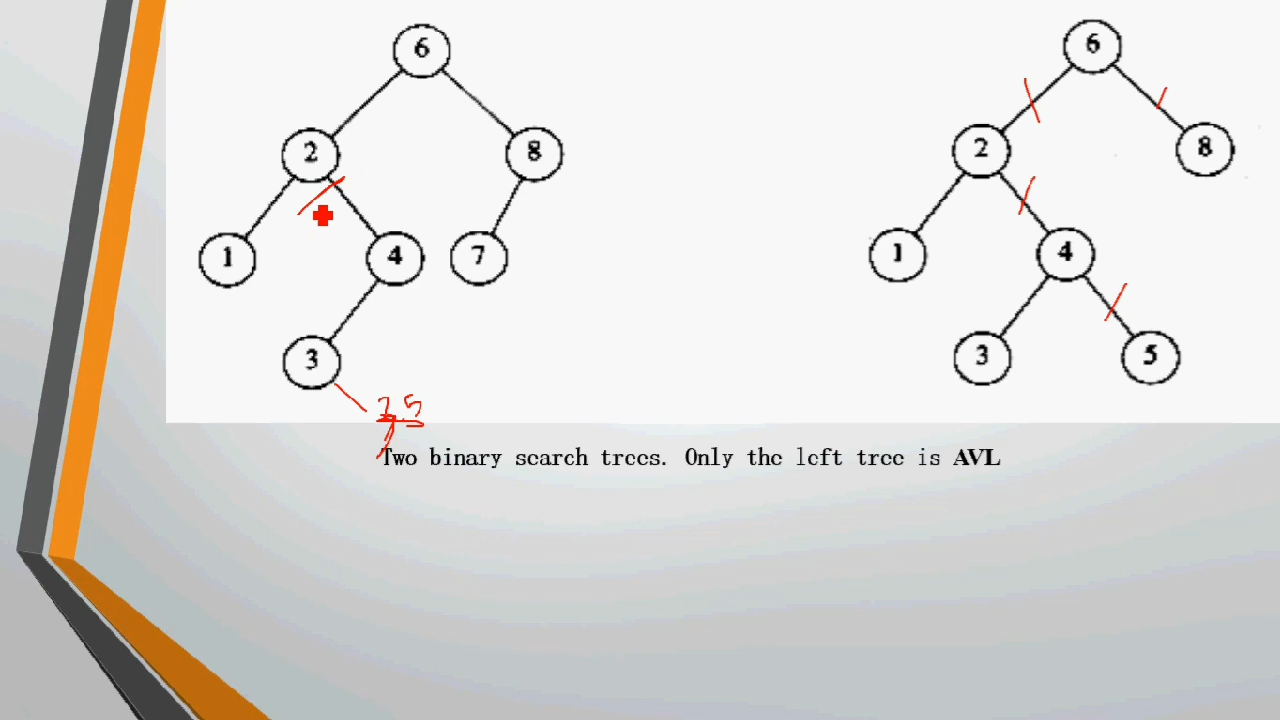 6 6
2 8 2 8
1 4 7 1 4
3 3 5
3.5
Two binary search trees. Only the left tree is AVL